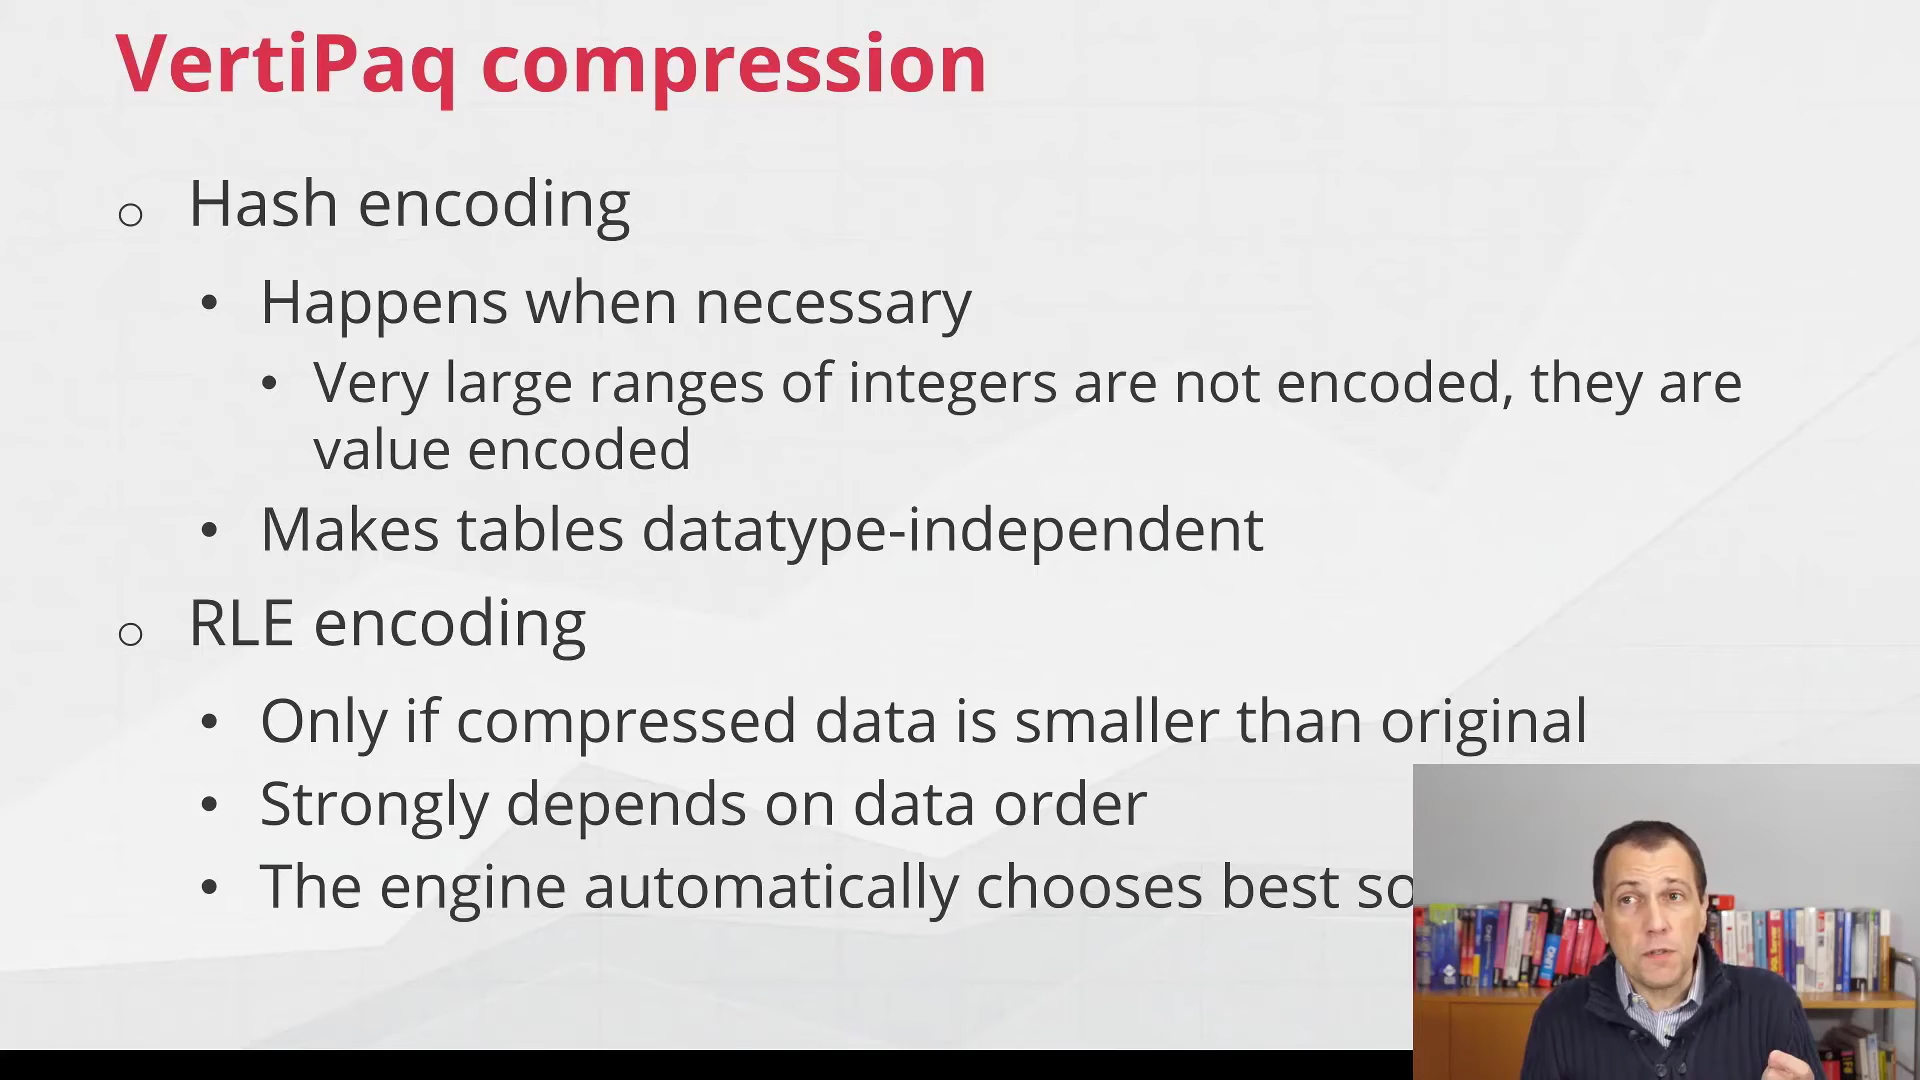 VertiPaq compression
Hash encoding
Happens when necessary
Very large ranges of integers are not encoded, they are
value encoded
Makes tables datatype-independent
RLE encoding
Only if compressed data is smaller than original
Strongly depends on data order
The engine automatically chooses best